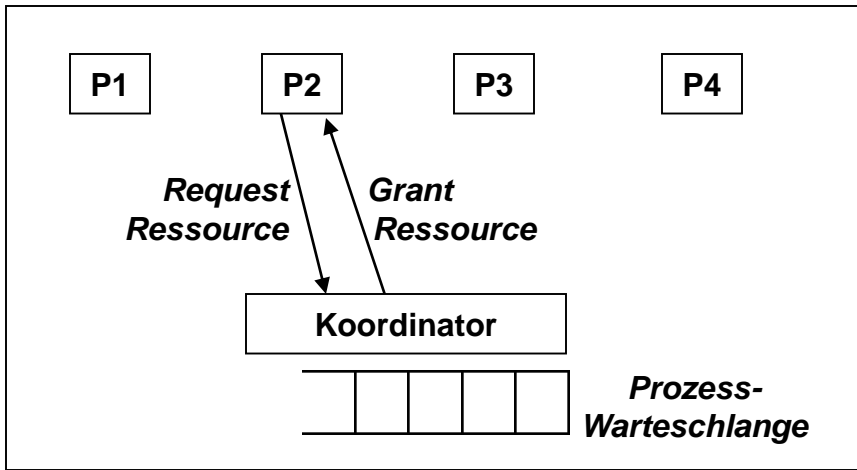 P1
P2
P3
P4
Request
Ressource
Grant
Ressource
Koordinator
Prozess-
Warteschlange